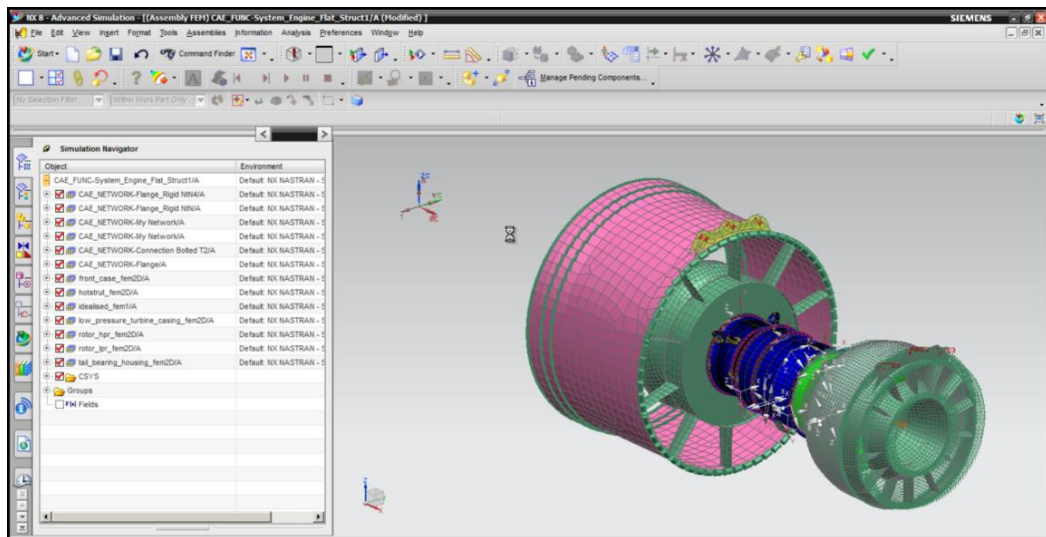 NX 8 - Advanced Simulation - [(Assembly FEM) CAE_FUNC-System_Engine_Flat_Struct1/A (Modified) ]
SIEMENS
File Edit View Insert Format Tools Assemblies Information Analysis Preferences Window Help
Start
Command Finder
Manage Pending Components...
No Selection Filter
Within Work Part Only
Simulation Navigator
Object Environment
CAE_FUNC-System_Engine_Flat_Struct1/A Default: NX NASTRAN - S
CAE_NETWORK-Flange_Rigid NtN4/A Default: NX NASTRAN - S
CAE_NETWORK-Flange_Rigid NtN/A Default: NX NASTRAN - S
CAE_NETWORK-My Network/A Default: NX NASTRAN - S
CAE_NETWORK-My Network/A Default: NX NASTRAN - S
CAE_NETWORK-Connection Bolted T2/A Default: NX NASTRAN - S
CAE_NETWORK-Flange/A Default: NX NASTRAN - S
front_case_fem2D/A Default: NX NASTRAN - S
hotstrut_fem2D/A Default: NX NASTRAN - S
idealised_fem1/A Default: NX NASTRAN - S
low_pressure_turbine_casing_fem2D/A Default: NX NASTRAN - S
rotor_hpr_fem2D/A Default: NX NASTRAN - S
rotor_lpr_fem2D/A Default: NX NASTRAN - S
tail_bearing_housing_fem2D/A Default: NX NASTRAN - S
CSYS
Groups
Fields
ZC
YC
Z